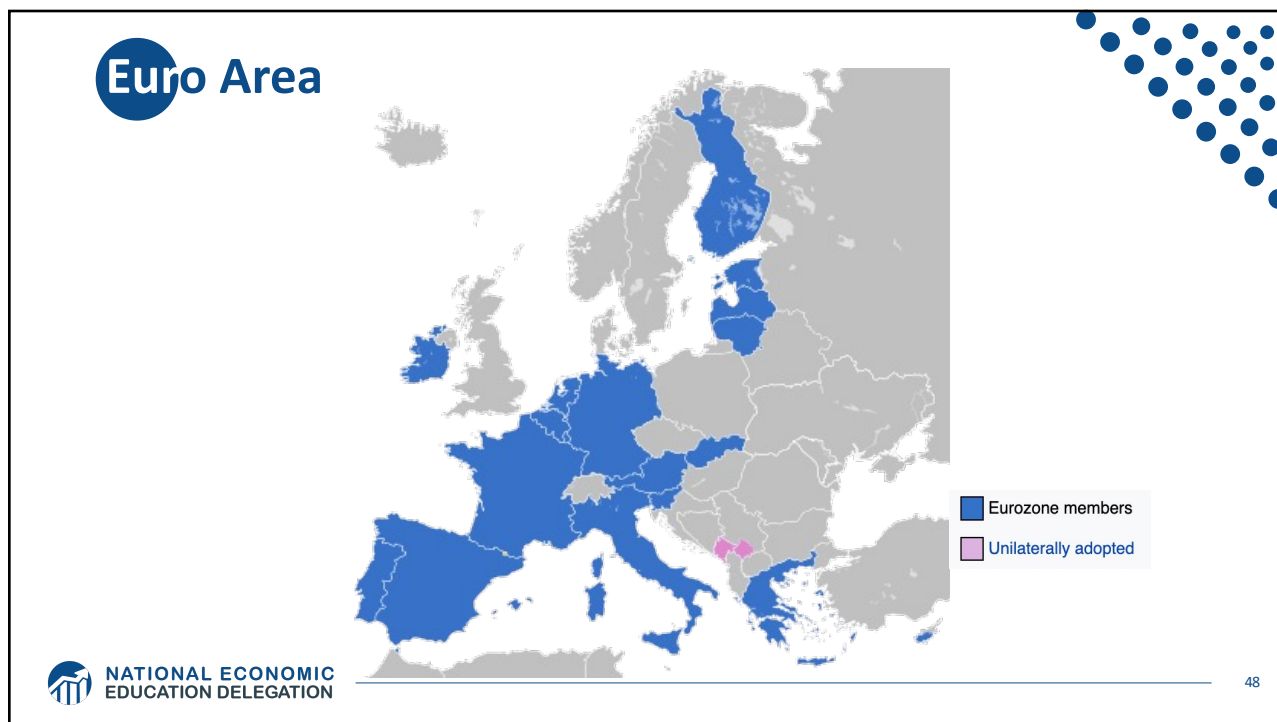 Euro Area
Eurozone members
Unilaterally adopted
NATIONAL ECONOMIC
EDUCATION DELEGATION
48